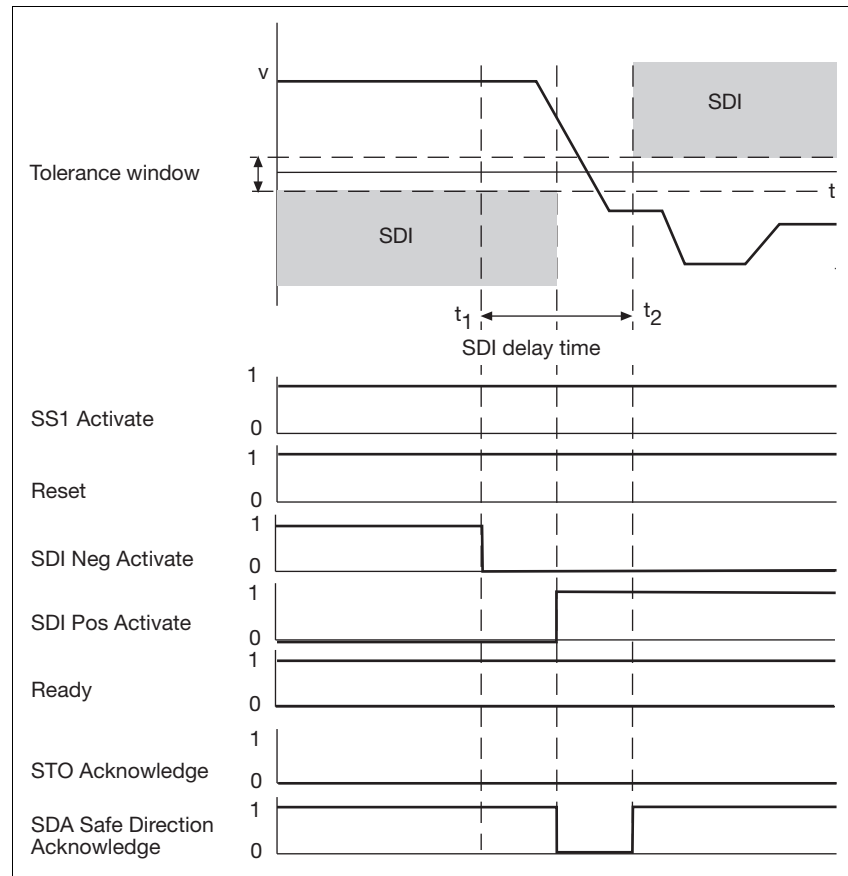 v
SDI
Tolerance window
t
SDI
t1
t2
SDI delay time
1
SS1 Activate
0
1
Reset
0
1
SDI Neg Activate
0
1
SDI Pos Activate
0
1
Ready
0
1
STO Acknowledge
0
1
SDA Safe Direction
Acknowledge
0